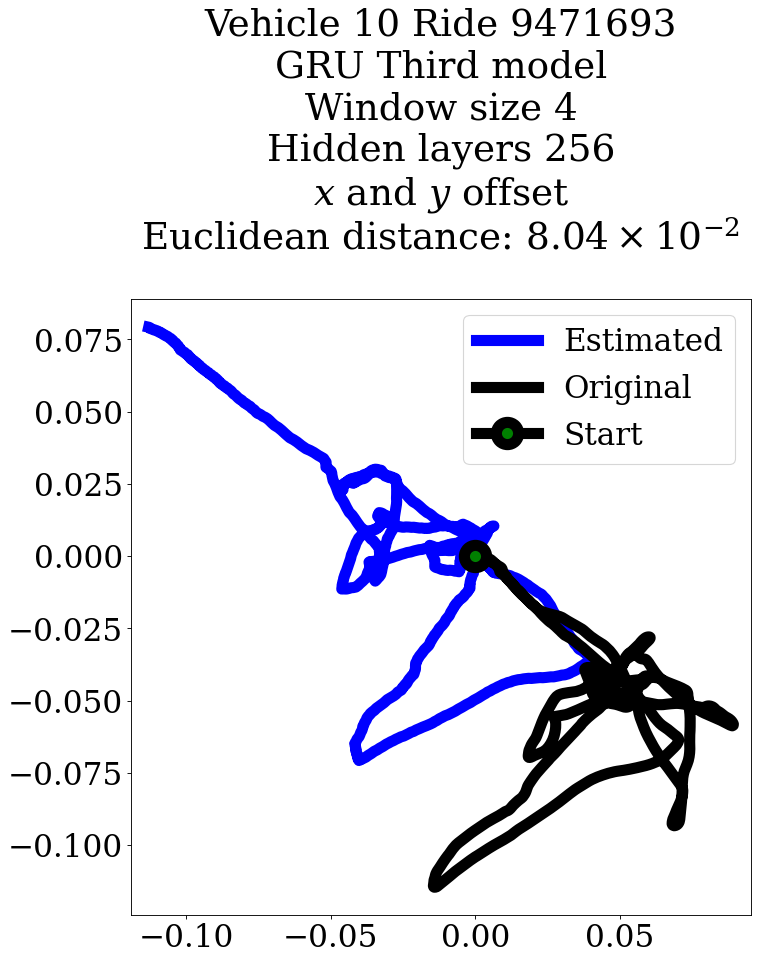 Vehicle 10 Ride 9471693
GRU Third model
Window size 4
Hidden layers 256
x and y offset
Euclidean distance: 8.04 × 10⁻²
Estimated
Original
Start
0.075
0.050
0.025
0.000
−0.025
−0.050
−0.075
−0.100
−0.10 −0.05 0.00 0.05